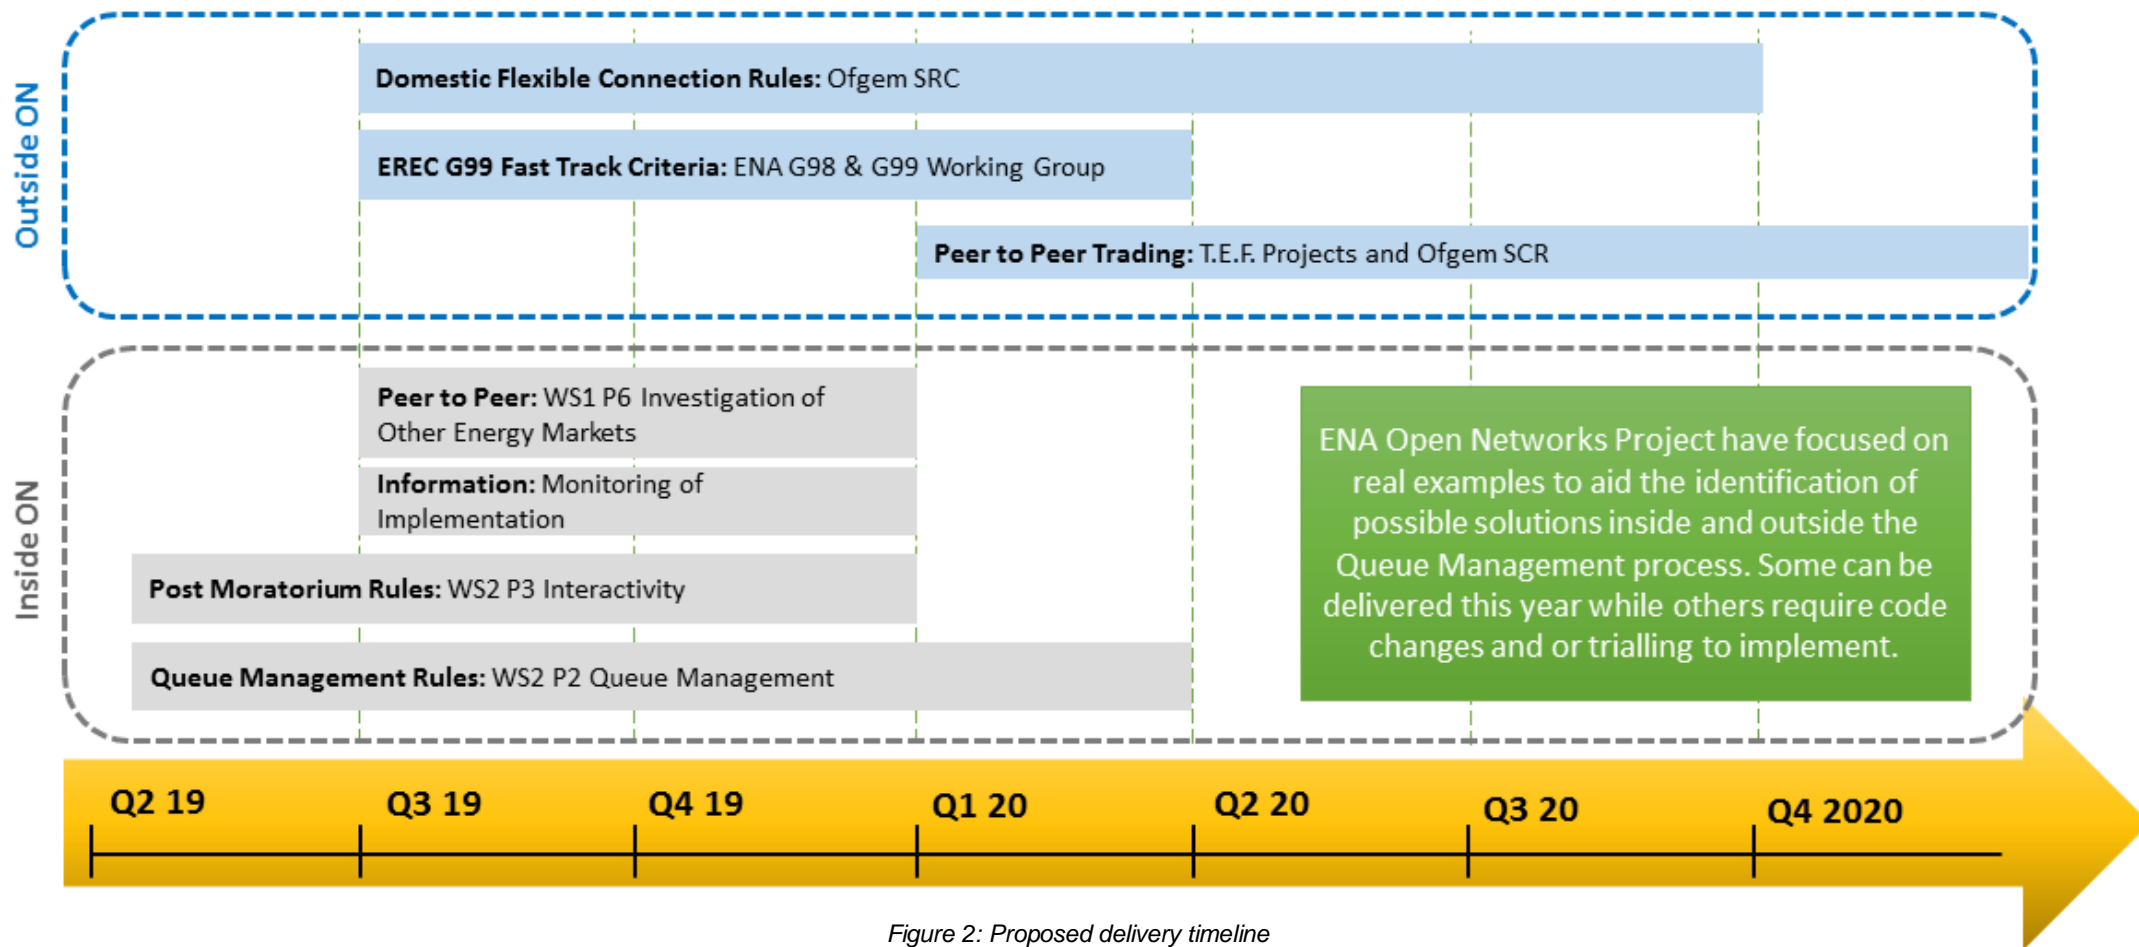 Outside ON
Domestic Flexible Connection Rules: Ofgem SRC
EREC G99 Fast Track Criteria: ENA G98 & G99 Working Group
Peer to Peer Trading: T.E.F. Projects and Ofgem SCR
Inside ON
Peer to Peer: WS1 P6 Investigation of
Other Energy Markets
Information: Monitoring of
Implementation
Post Moratorium Rules: WS2 P3 Interactivity
Queue Management Rules: WS2 P2 Queue Management
ENA Open Networks Project have focused on
real examples to aid the identification of
possible solutions inside and outside the
Queue Management process. Some can be
delivered this year while others require code
changes and or trialling to implement.
Q2 19
Q3 19
Q4 19
Q1 20
Q2 20
Q3 20
Q4 2020
Figure 2: Proposed delivery timeline